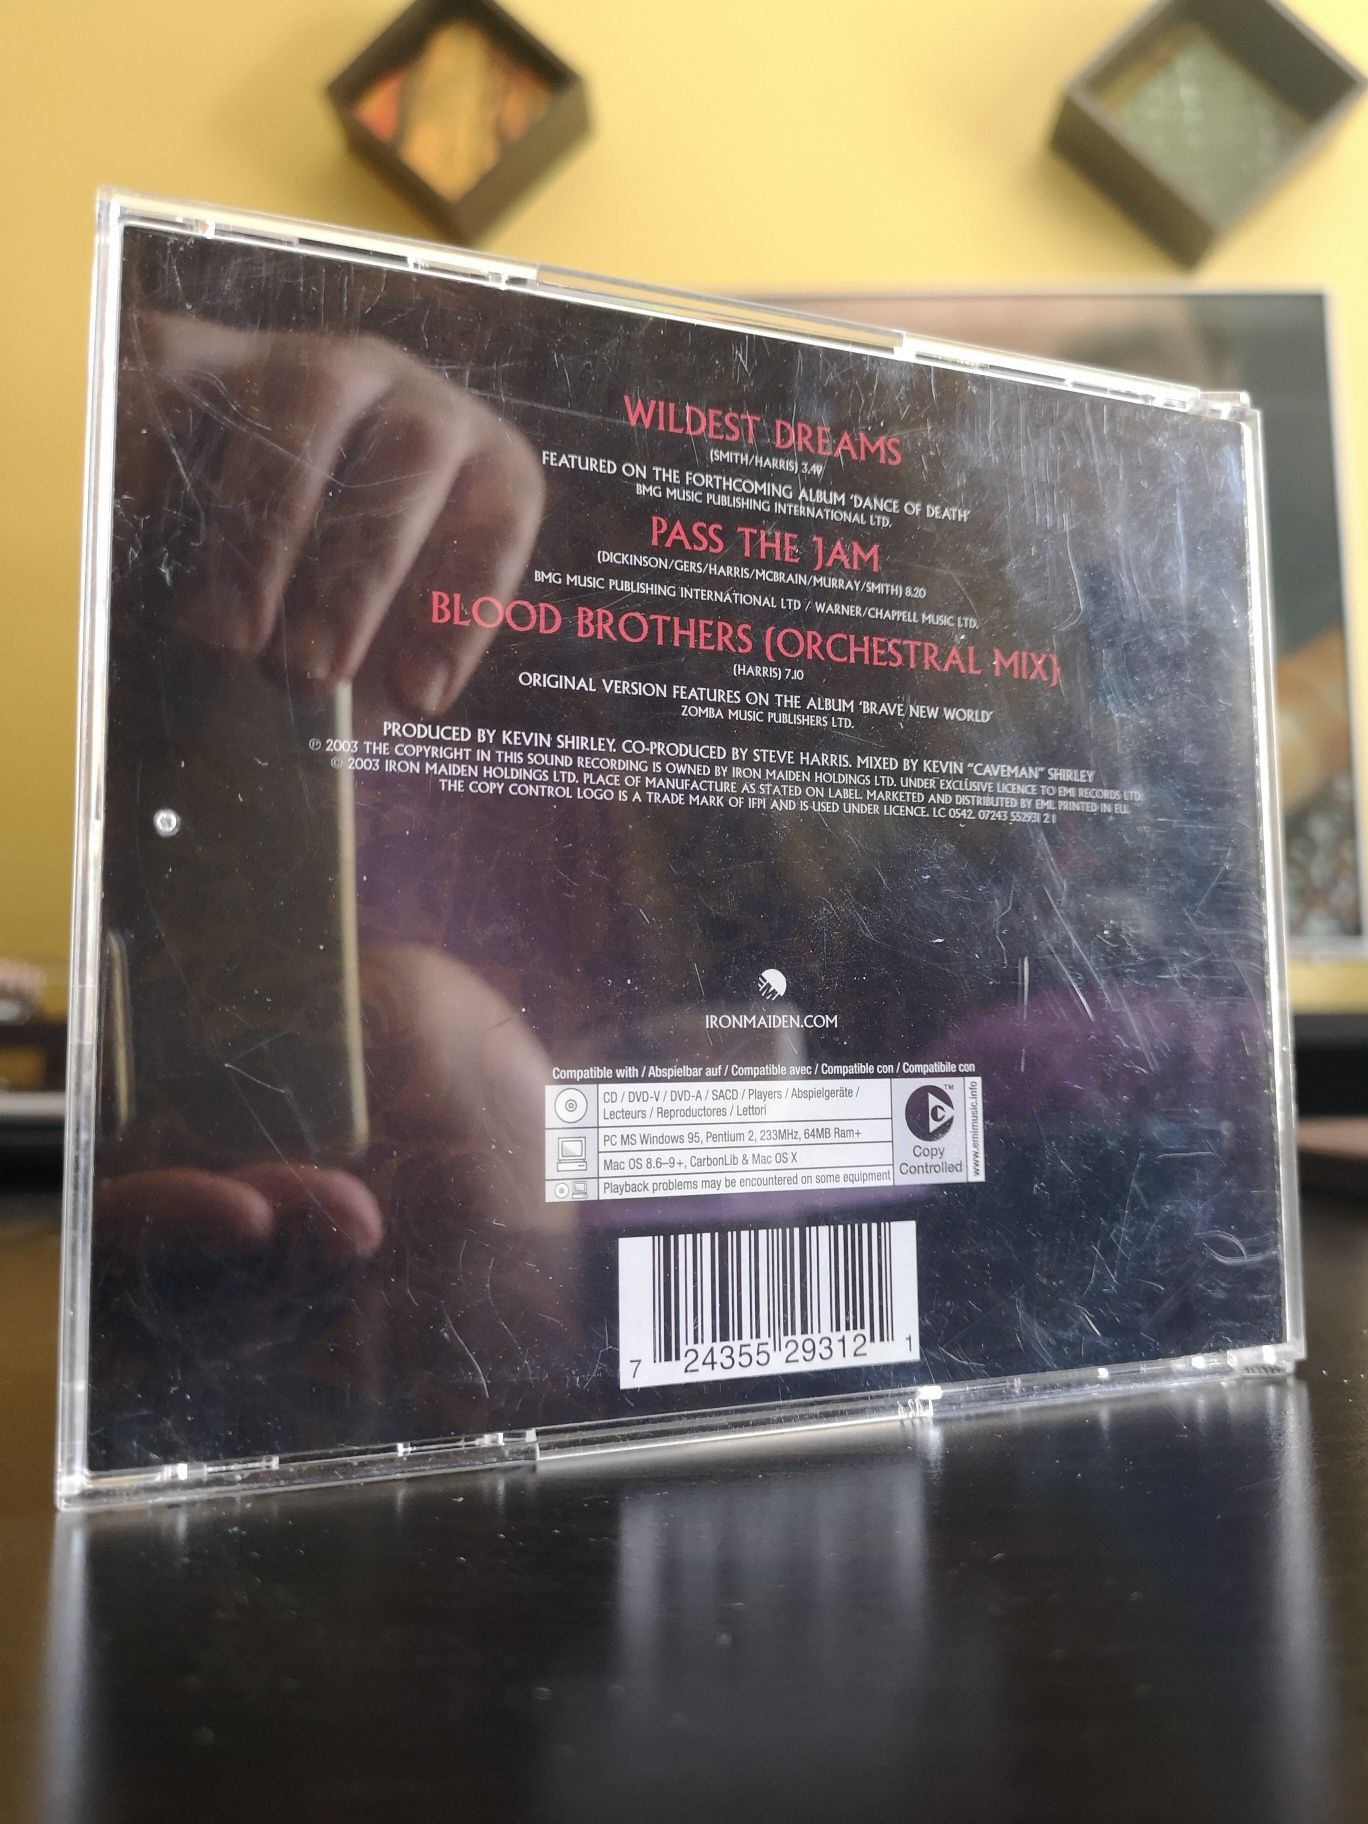 WILDEST DREAMS
(SMITH/HARRIS) 3.49
FEATURED ON THE FORTHCOMING ALBUM 'DANCE OF DEATH'
BMG MUSIC PUBLISHING INTERNATIONAL LTD.
PASS THE JAM
(DICKINSON/GERS/HARRIS/MCBRAIN/MURRAY/SMITH) 8.20
BMG MUSIC PUBLISHING INTERNATIONAL LTD / WARNER/CHAPPELL MUSIC LTD.
BLOOD BROTHERS (ORCHESTRAL MIX)
(HARRIS) 7.10
ORIGINAL VERSION FEATURES ON THE ALBUM 'BRAVE NEW WORLD'
ZOMBA MUSIC PUBLISHERS LTD.
PRODUCED BY KEVIN SHIRLEY. CO-PRODUCED BY STEVE HARRIS. MIXED BY KEVIN "CAVEMAN" SHIRLEY
℗ 2003 THE COPYRIGHT IN THIS SOUND RECORDING IS OWNED BY IRON MAIDEN HOLDINGS LTD. UNDER EXCLUSIVE LICENCE TO EMI RECORDS LTD.
© 2003 IRON MAIDEN HOLDINGS LTD. PLACE OF MANUFACTURE AS STATED ON LABEL. MARKETED AND DISTRIBUTED BY EMI. PRINTED IN EU.
THE COPY CONTROL LOGO IS A TRADE MARK OF IFPI AND IS USED UNDER LICENCE. LC 0542. 07243 552931 2 1
EMI
IRONMAIDEN.COM
Compatible with / Abspielbar auf / Compatible avec / Compatible con / Compatibile con
CD / DVD-V / DVD-A / SACD / Players / Abspielgeräte /
Lecteurs / Reproductores / Lettori
PC MS Windows 95, Pentium 2, 233MHz, 64MB Ram+
Mac OS 8.6–9+, CarbonLib & Mac OS X
Playback problems may be encountered on some equipment
C TM
Copy
Controlled
www.emimusic.info
7 24355 29312 1